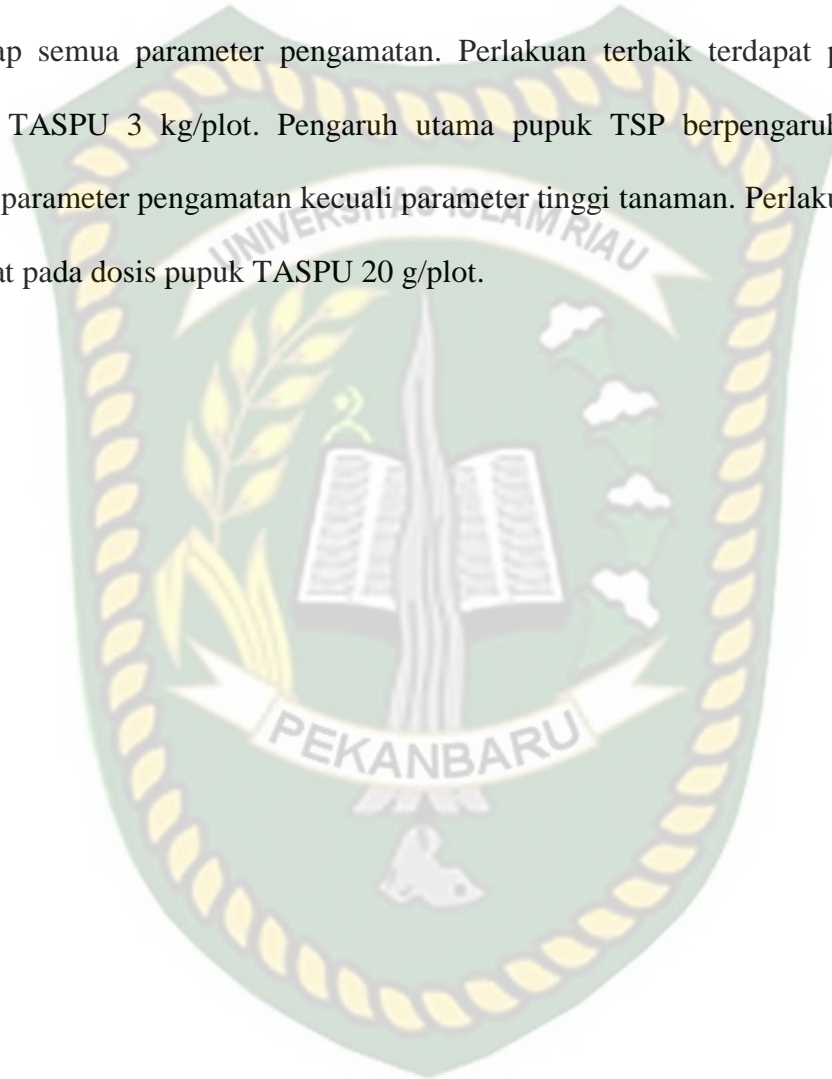 ap semua parameter pengamatan. Perlakuan terbaik terdapat p
TASPU 3 kg/plot. Pengaruh utama pupuk TSP berpengaruh
parameter pengamatan kecuali parameter tinggi tanaman. Perlaku
at pada dosis pupuk TASPU 20 g/plot.
UNIVERSITAS ISLAM RIAU
PEKANBARU